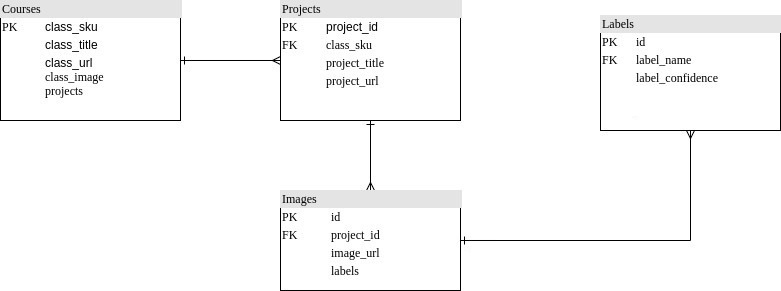 Courses
PK class_sku
class_title
class_url
class_image
projects
Projects
PK project_id
FK class_sku
project_title
project_url
Labels
PK id
FK label_name
label_confidence
Images
PK id
FK project_id
image_url
labels